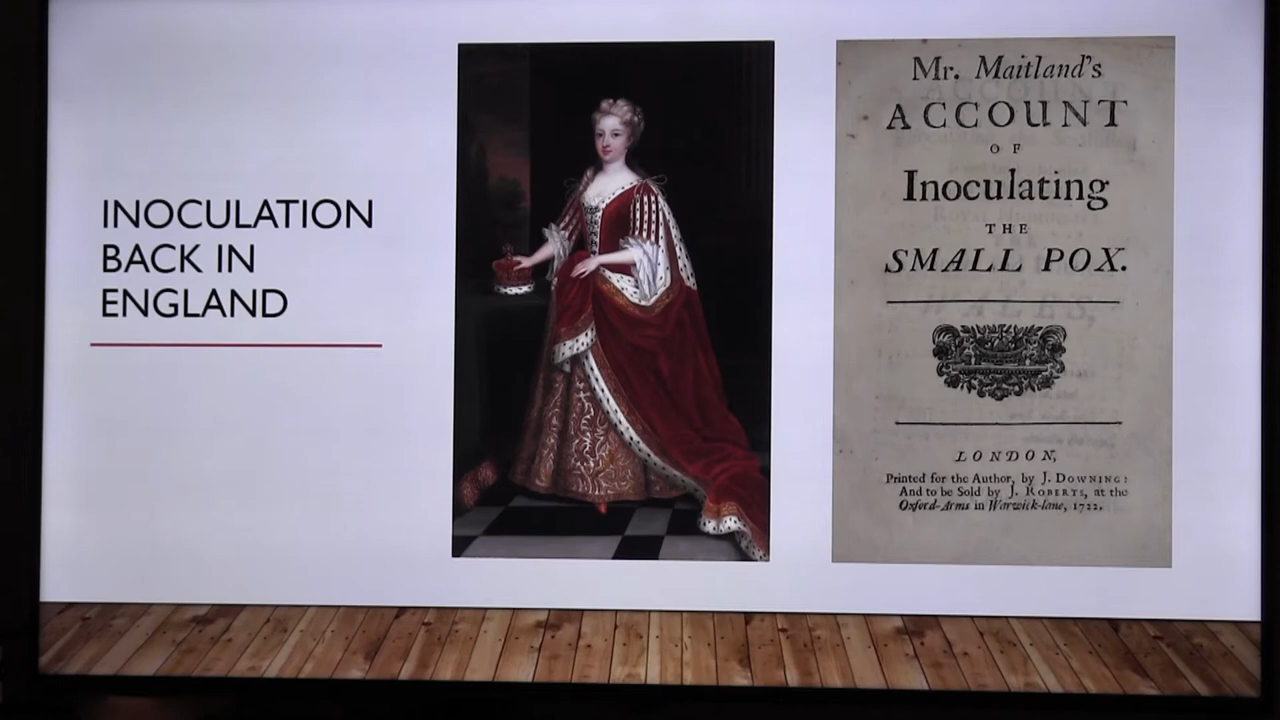 INOCULATION
BACK IN
ENGLAND
Mr. Maitland's
ACCOUNT
OF
Inoculating
THE
SMALL POX.
LONDON,
Printed for the Author, by J. DOWNING:
And to be Sold by J. ROBERTS, at the
Oxford-Arms in Warwick-lane, 1722.